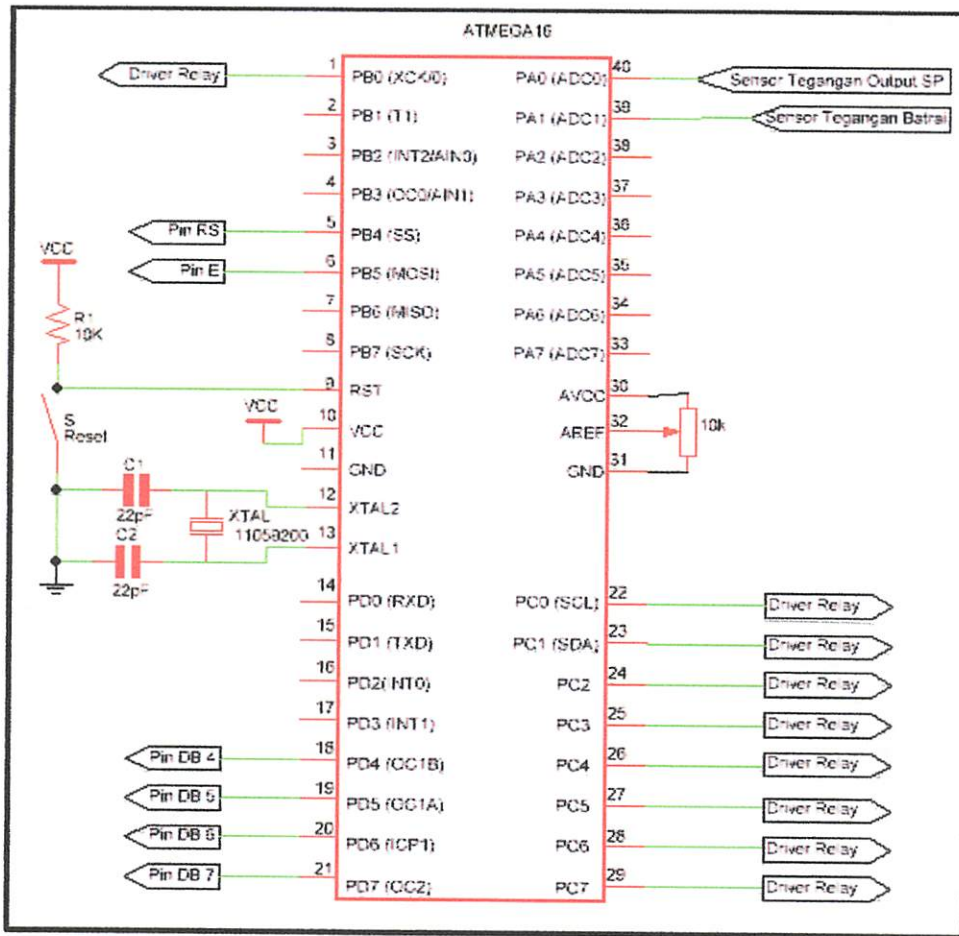 ATMEGA16
Driver Relay
1
PB0 (XCK/0)
2
PB1 (T1)
3
PB2 (INT2/AIN0)
4
PB3 (OC0/AIN1)
Pin RS
5
PB4 (SS)
Pin E
6
PB5 (MOSI)
7
PB6 (MISO)
8
PB7 (SCK)
9
RST
10
VCC
11
GND
12
XTAL2
13
XTAL1
14
PD0 (RXD)
15
PD1 (TXD)
16
PD2(INT0)
17
PD3 (INT1)
Pin DB 4
18
PD4 (OC1B)
Pin DB 5
19
PD5 (OC1A)
Pin DB 6
20
PD6 (ICP1)
Pin DB 7
21
PD7 (OC2)
VCC
R1
10K
S
Reset
VCC
C1
22pF
C2
22pF
XTAL
11059200
40
PA0 (ADC0)
Sensor Tegangan Output SP
39
PA1 (ADC1)
Sensor Tegangan Batrai
38
PA2 (ADC2)
37
PA3 (ADC3)
36
PA4 (ADC4)
35
PA5 (ADC5)
34
PA6 (ADC6)
33
PA7 (ADC7)
30
AVCC
32
AREF
31
GND
10k
22
PC0 (SCL)
Driver Relay
23
PC1 (SDA)
Driver Relay
24
PC2
Driver Relay
25
PC3
Driver Relay
26
PC4
Driver Relay
27
PC5
Driver Relay
28
PC6
Driver Relay
29
PC7
Driver Relay